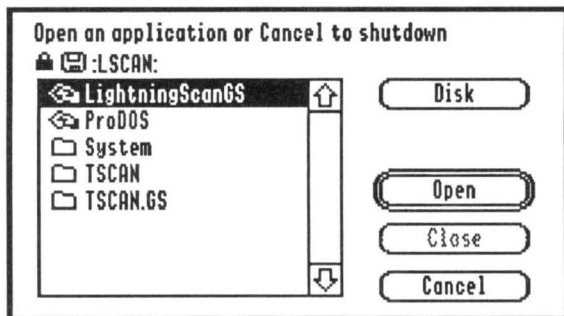 Open an application or Cancel to shutdown
:LSCAN:
LightningScanGS
ProDOS
System
TSCAN
TSCAN.GS
Disk
Open
Close
Cancel